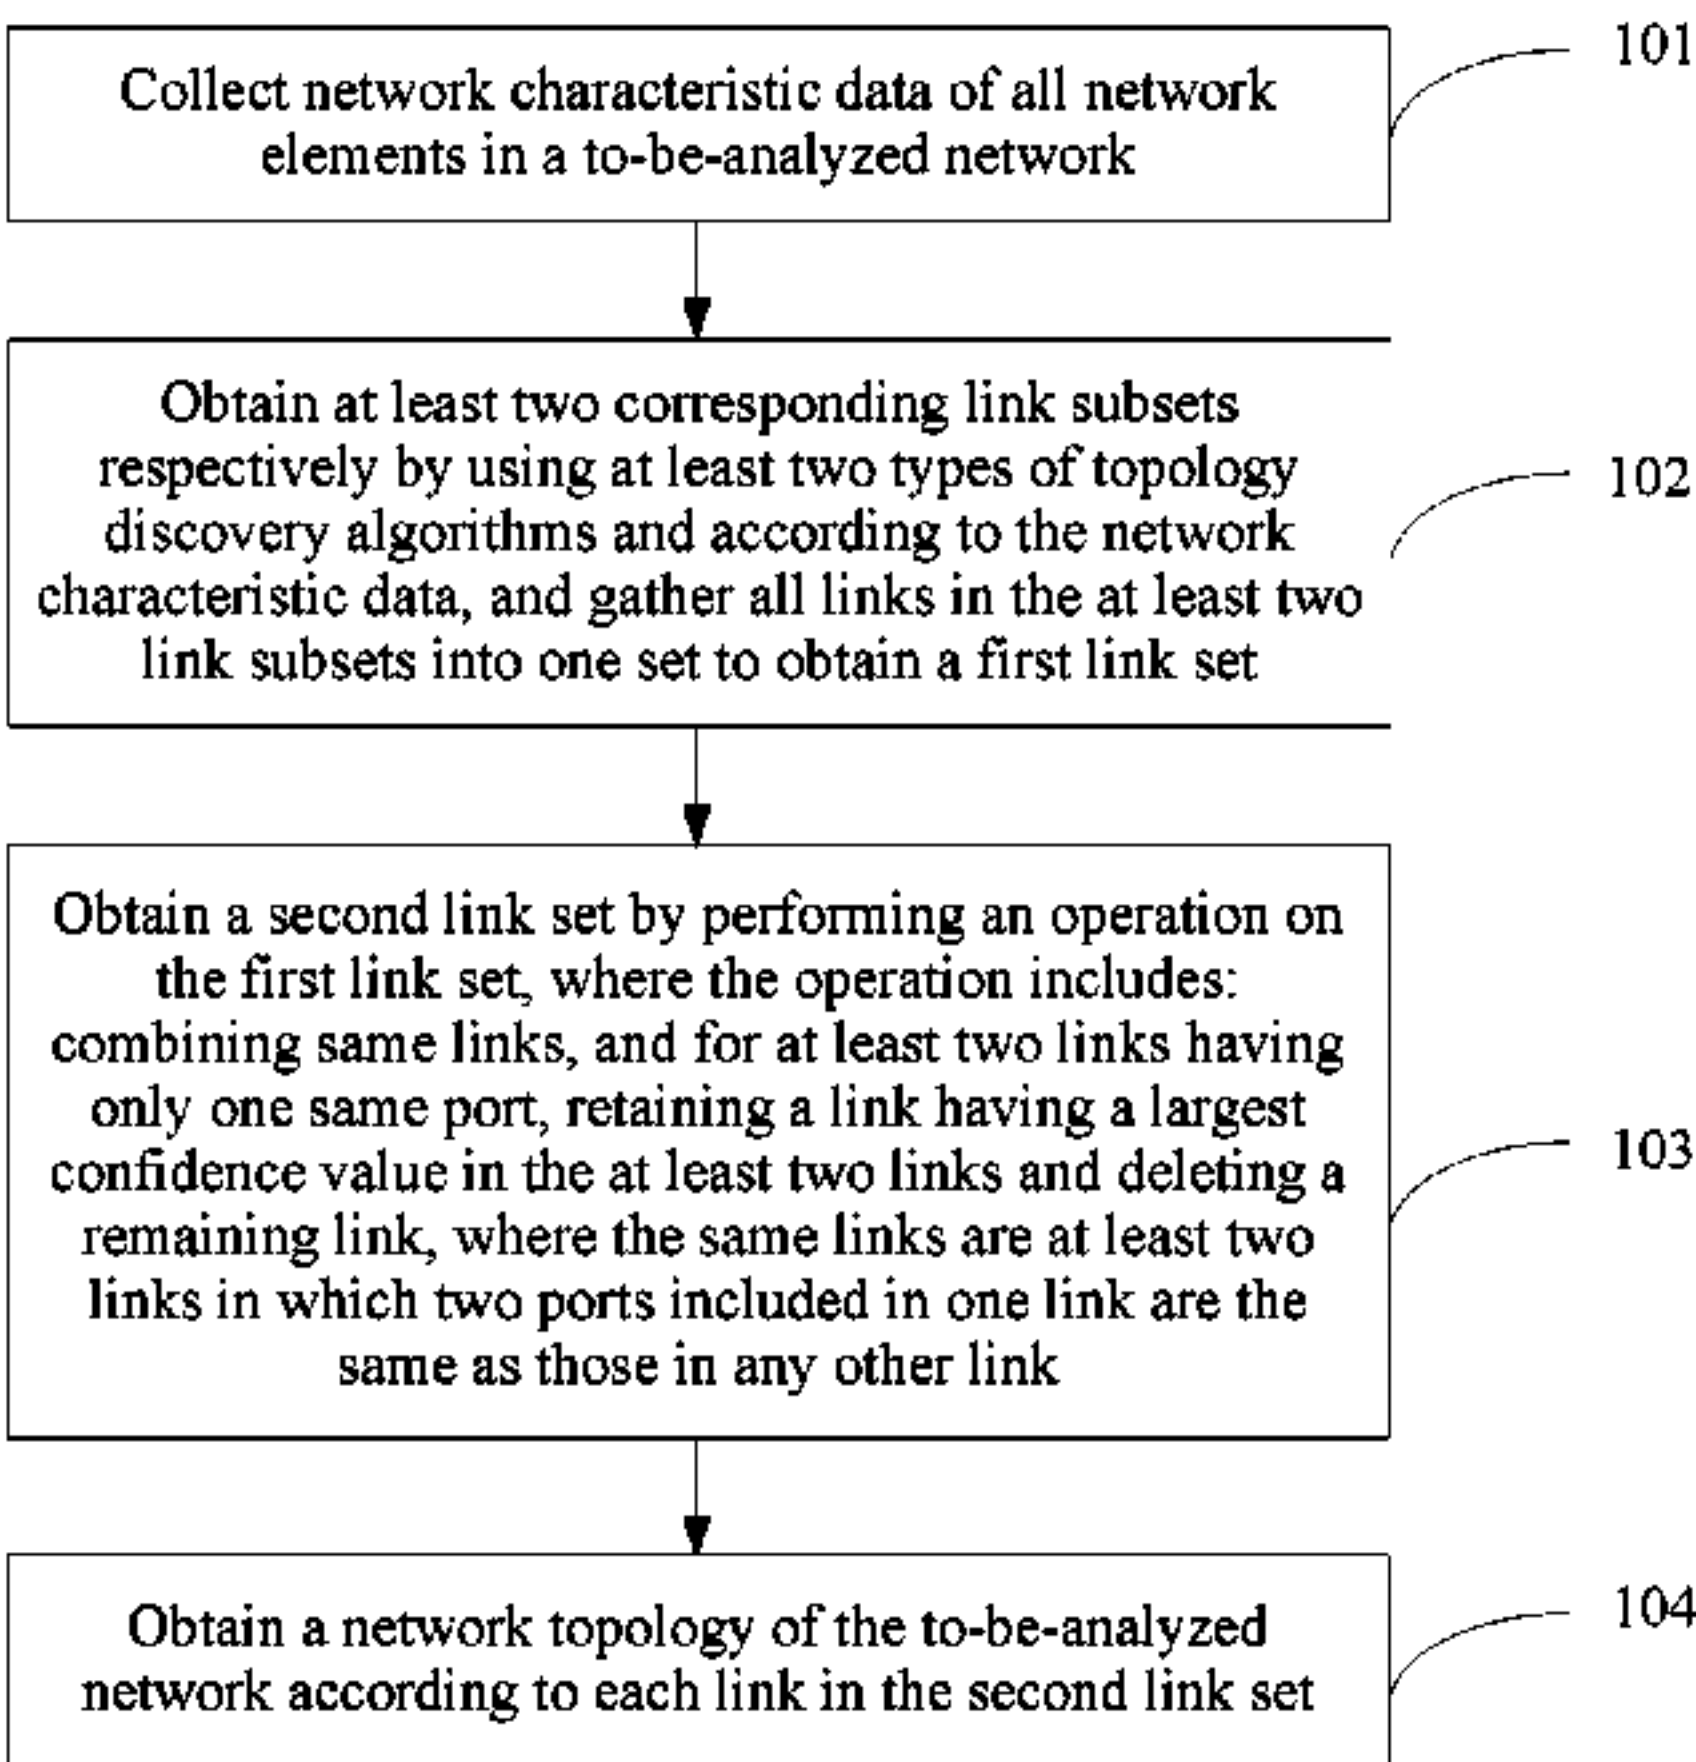 Collect network characteristic data of all network
elements in a to-be-analyzed network
101
Obtain at least two corresponding link subsets
respectively by using at least two types of topology
discovery algorithms and according to the network
characteristic data, and gather all links in the at least two
link subsets into one set to obtain a first link set
102
Obtain a second link set by performing an operation on
the first link set, where the operation includes:
combining same links, and for at least two links having
only one same port, retaining a link having a largest
confidence value in the at least two links and deleting a
remaining link, where the same links are at least two
links in which two ports included in one link are the
same as those in any other link
103
Obtain a network topology of the to-be-analyzed
network according to each link in the second link set
104